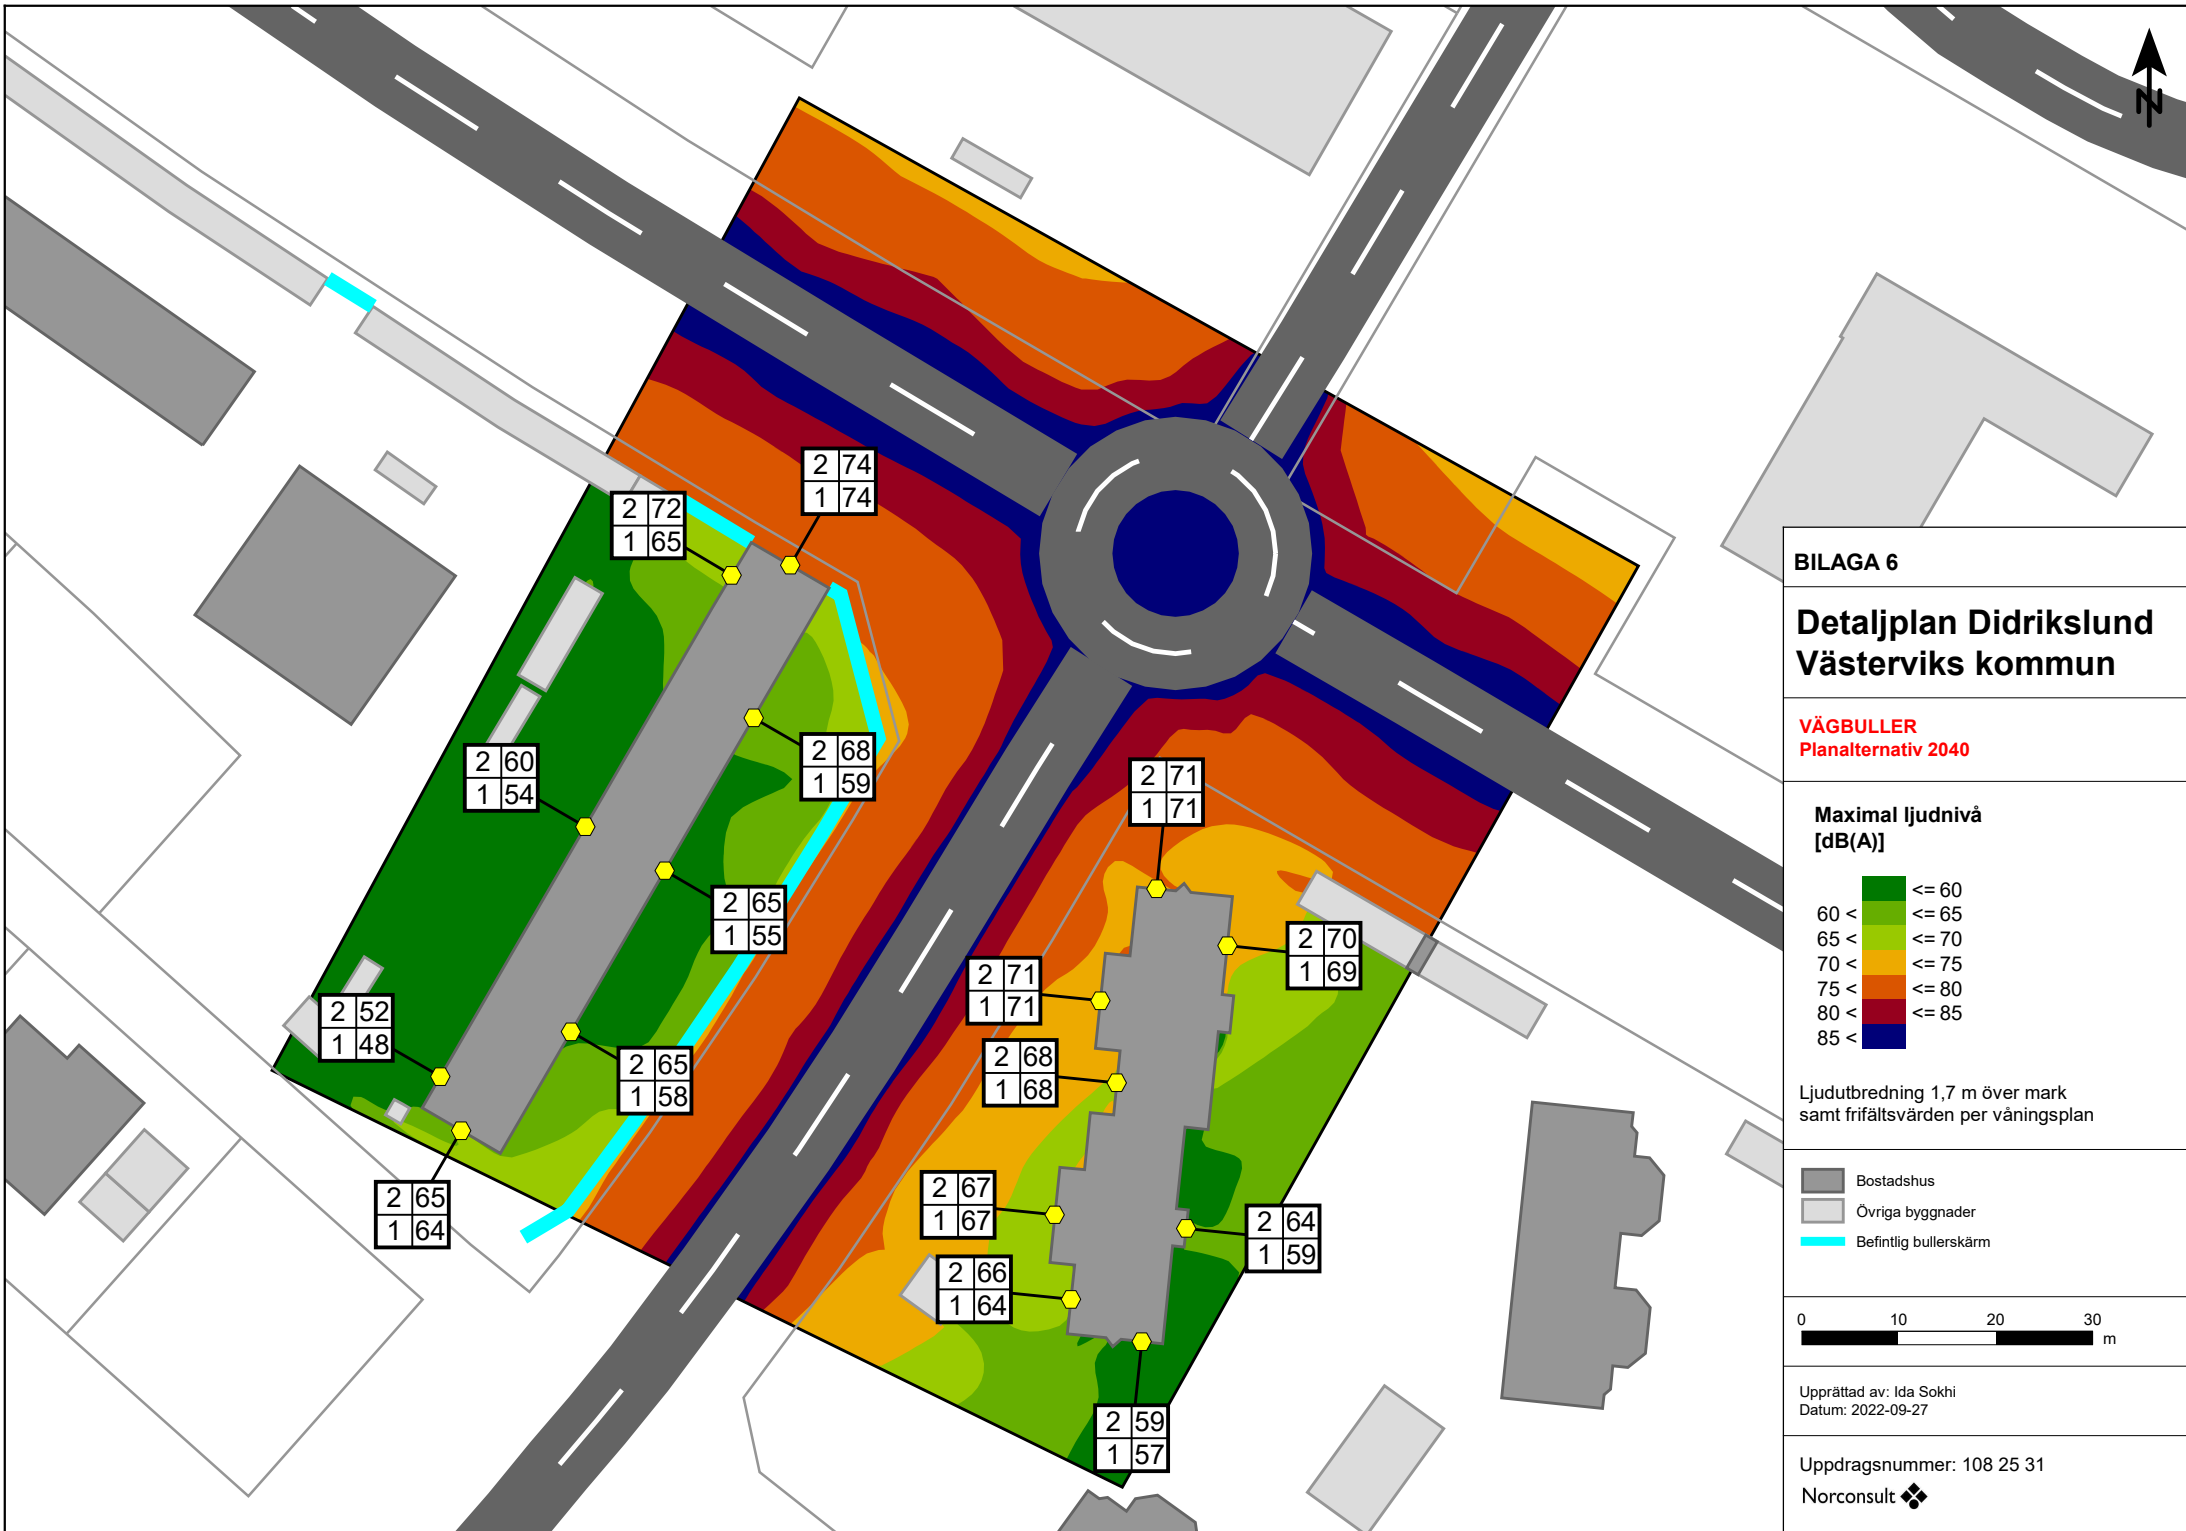 N
2 74
1 74
2 72
1 65
2 68
1 59
2 60
1 54
2 71
1 71
2 65
1 55
2 70
1 69
2 71
1 71
2 52
1 48
2 68
1 68
2 65
1 58
2 67
1 67
2 65
1 64
2 64
1 59
2 66
1 64
2 59
1 57
BILAGA 6
Detaljplan Didrikslund
Västerviks kommun
VÄGBULLER
Planalternativ 2040
Maximal ljudnivå
[dB(A)]
<= 60
60 < <= 65
65 < <= 70
70 < <= 75
75 < <= 80
80 < <= 85
85 <
Ljudutbredning 1,7 m över mark
samt frifältsvärden per våningsplan
Bostadshus
Övriga byggnader
Befintlig bullerskärm
0 10 20 30
m
Upprättad av: Ida Sokhi
Datum: 2022-09-27
Uppdragsnummer: 108 25 31
Norconsult